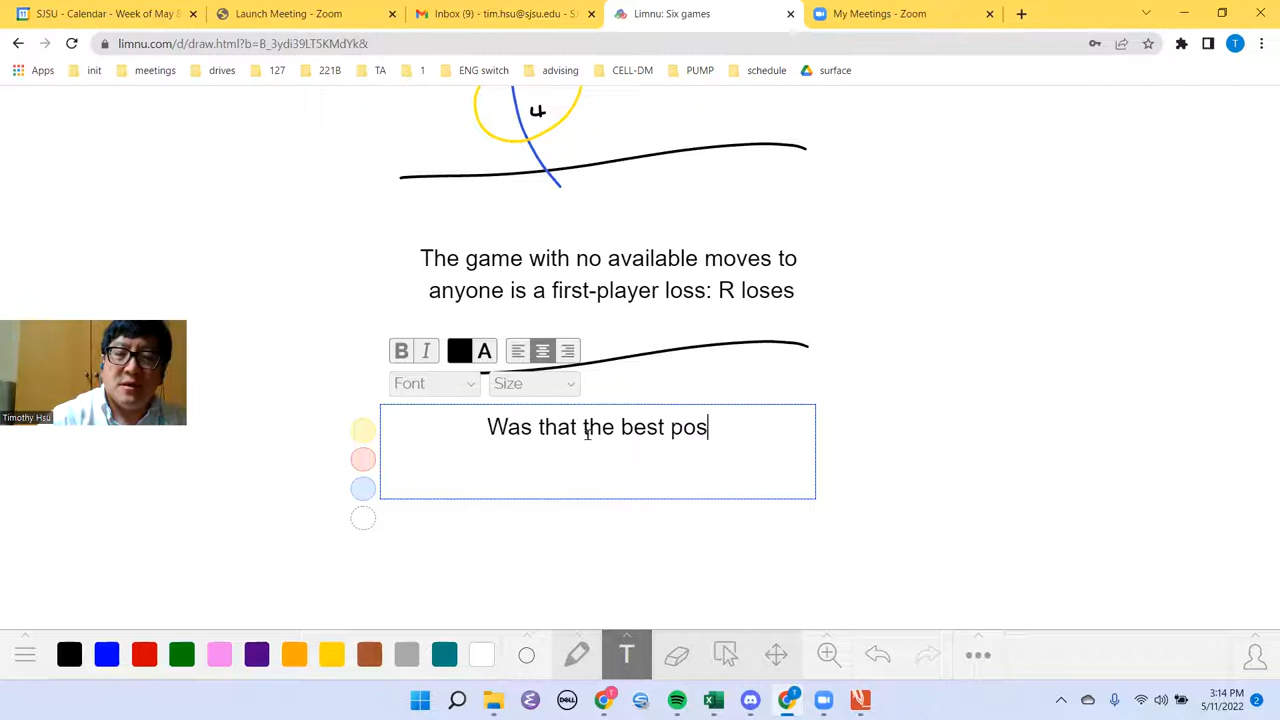 SJSU - Calendar - Week of May 8
Launch Meeting - Zoom
Inbox (9) - tim.hsu@sjsu.edu - SJ
Limnu: Six games
My Meetings - Zoom
limnu.com/d/draw.html?b=B_3ydi39LT5KMdYk&
Apps
init
meetings
drives
127
221B
TA
1
ENG switch
advising
CELL-DM
PUMP
schedule
surface
T
4
The game with no available moves to
anyone is a first-player loss: R loses
B I A
Font
Size
Was that the best pos
Timothy Hsu
T
3:14 PM
5/11/2022